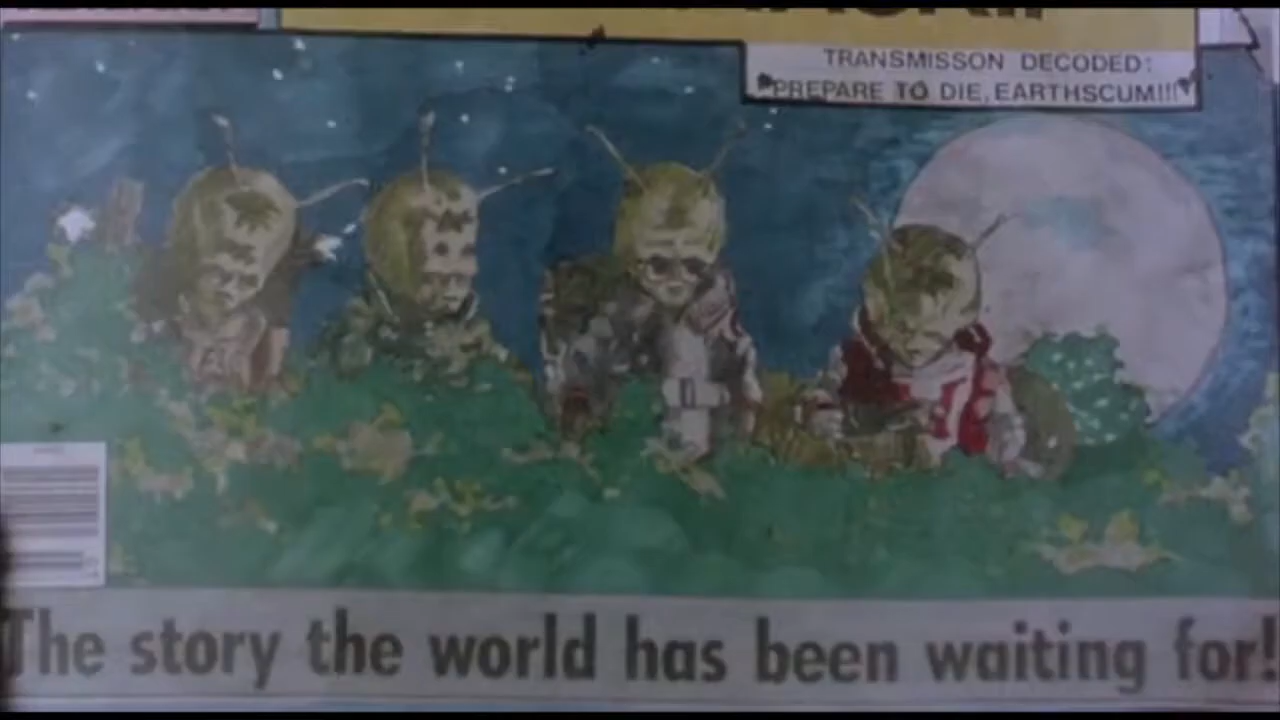 TRANSMISSON DECODED:
PREPARE TO DIE, EARTHSCUM!!!
The story the world has been waiting for!